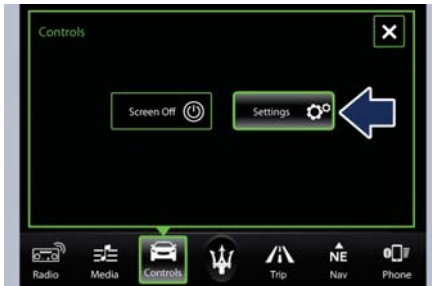 Controls
Screen Off
Settings
NE
Radio Media Controls Trip Nav Phone